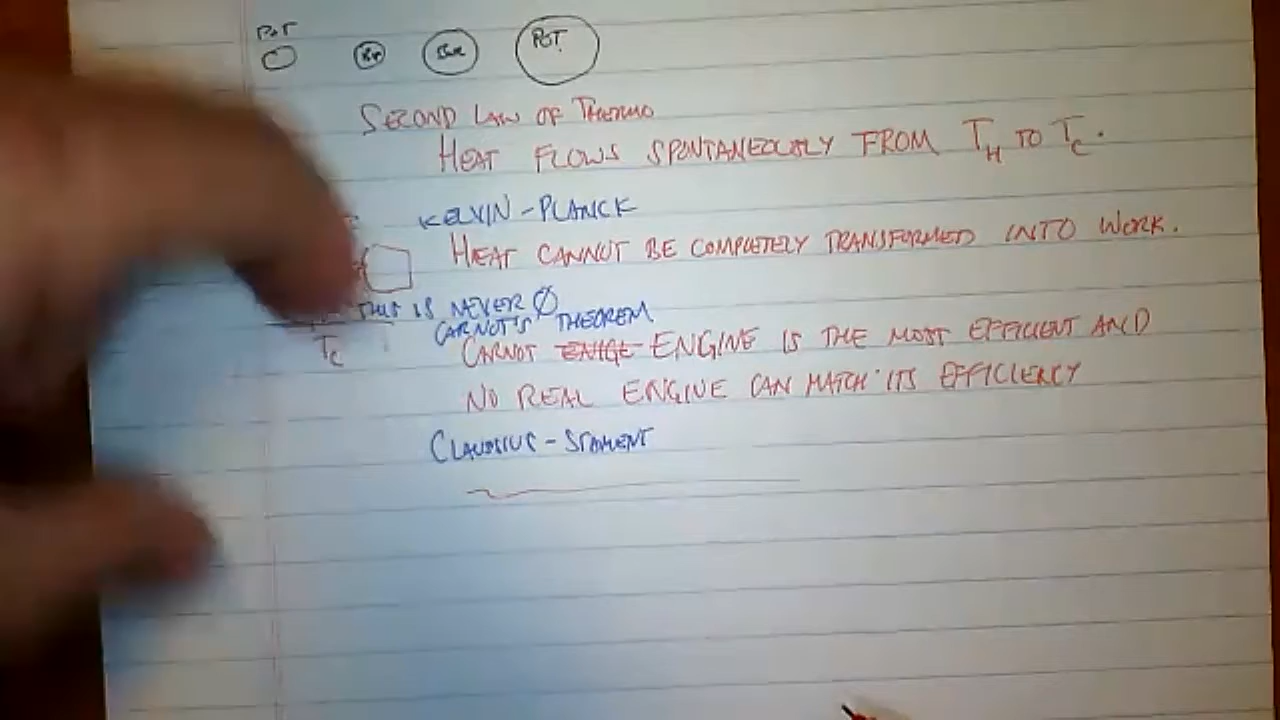 POT
POT
SECOND LAW OF THERMO
HEAT FLOWS SPONTANEOUSLY FROM TH TO TC.
KELVIN-PLANCK
HEAT CANNOT BE COMPLETELY TRANSFORMED INTO WORK.
THIS IS NEVER Ø
CARNOT'S THEOREM
TC
CARNOT ENGINE IS THE MOST EFFICIENT AND
NO REAL ENGINE CAN MATCH ITS EFFICIENCY
CLAUSIUS-STATEMENT